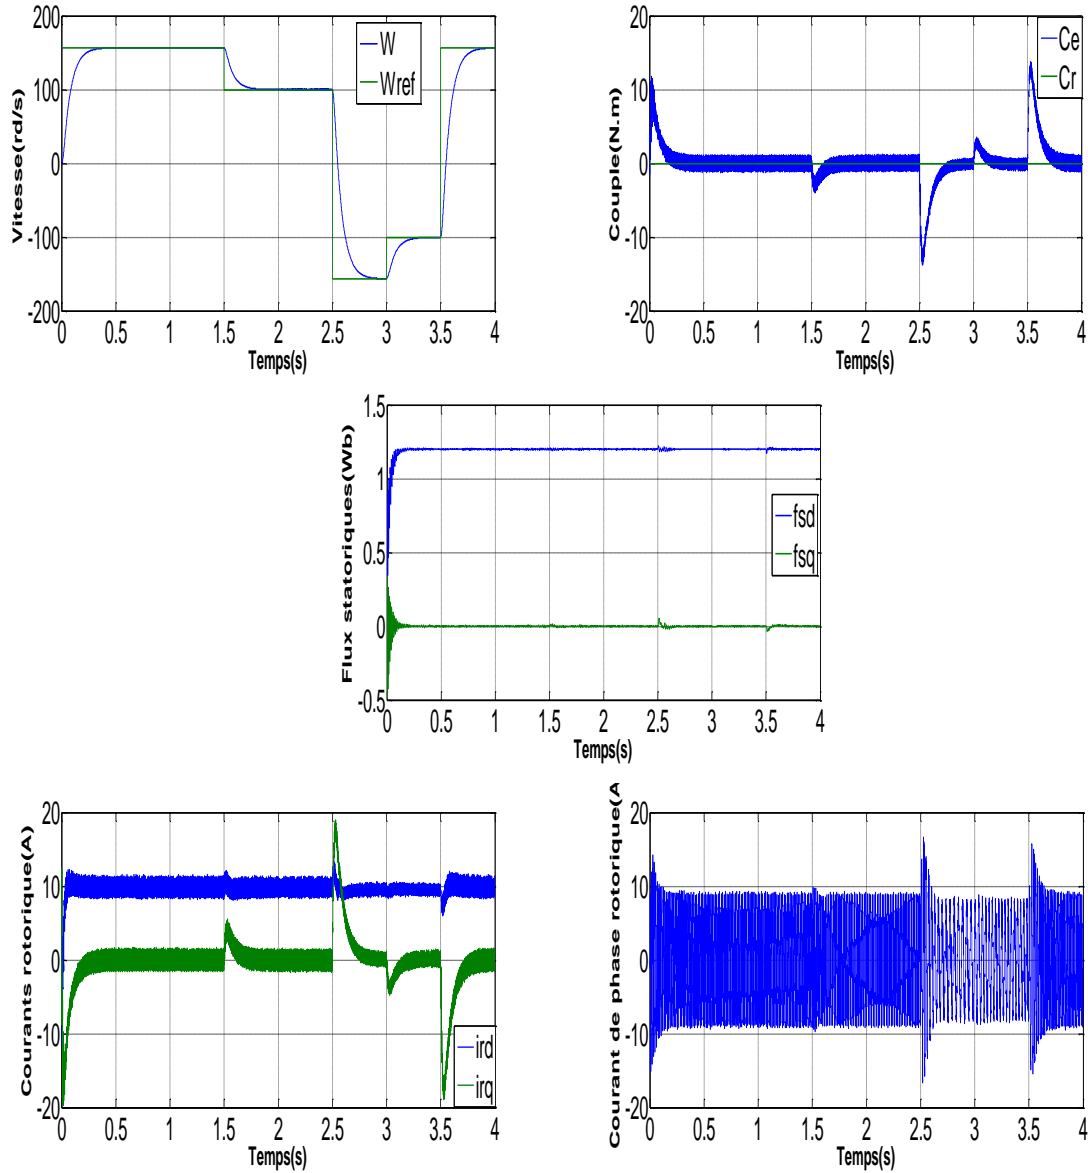 200
100
0
-100
-200
0 0.5 1 1.5 2 2.5 3 3.5 4
Vitesse(rd/s)
Temps(s)
W
Wref
20
10
0
-10
-20
0 0.5 1 1.5 2 2.5 3 3.5 4
Couple(N.m)
Temps(s)
Ce
Cr
1.5
1
0.5
0
-0.5
0 0.5 1 1.5 2 2.5 3 3.5 4
Flux statoriques(Wb)
Temps(s)
fsd
fsq
20
10
0
-10
-20
0 0.5 1 1.5 2 2.5 3 3.5 4
Courants rotorique(A)
Temps(s)
ird
irq
20
10
0
-10
-20
0 0.5 1 1.5 2 2.5 3 3.5 4
Courant de phase rotorique(A
Temps(s)